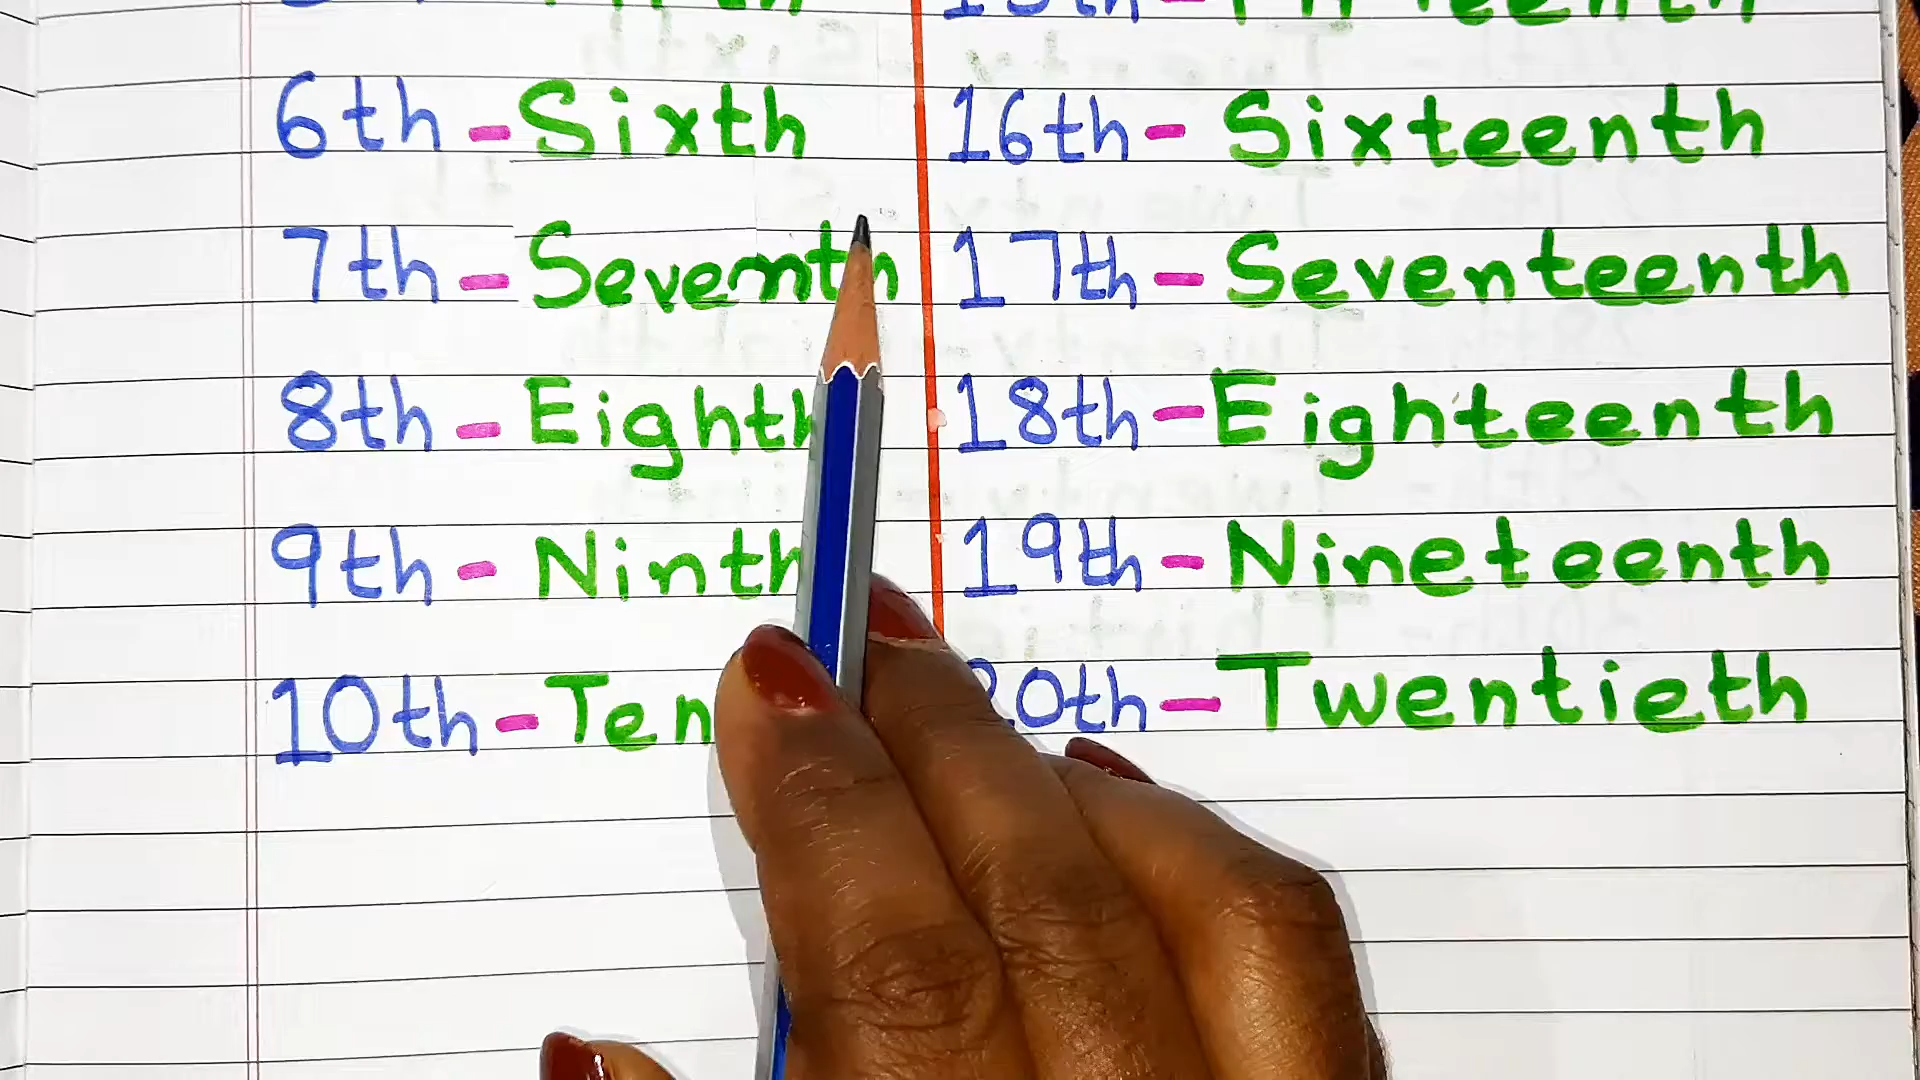 6th - Sixth
7th - Seventh
8th - Eighth
9th - Ninth
10th - Ten
16th - Sixteenth
17th - Seventeenth
18th - Eighteenth
19th - Nineteenth
20th - Twentieth